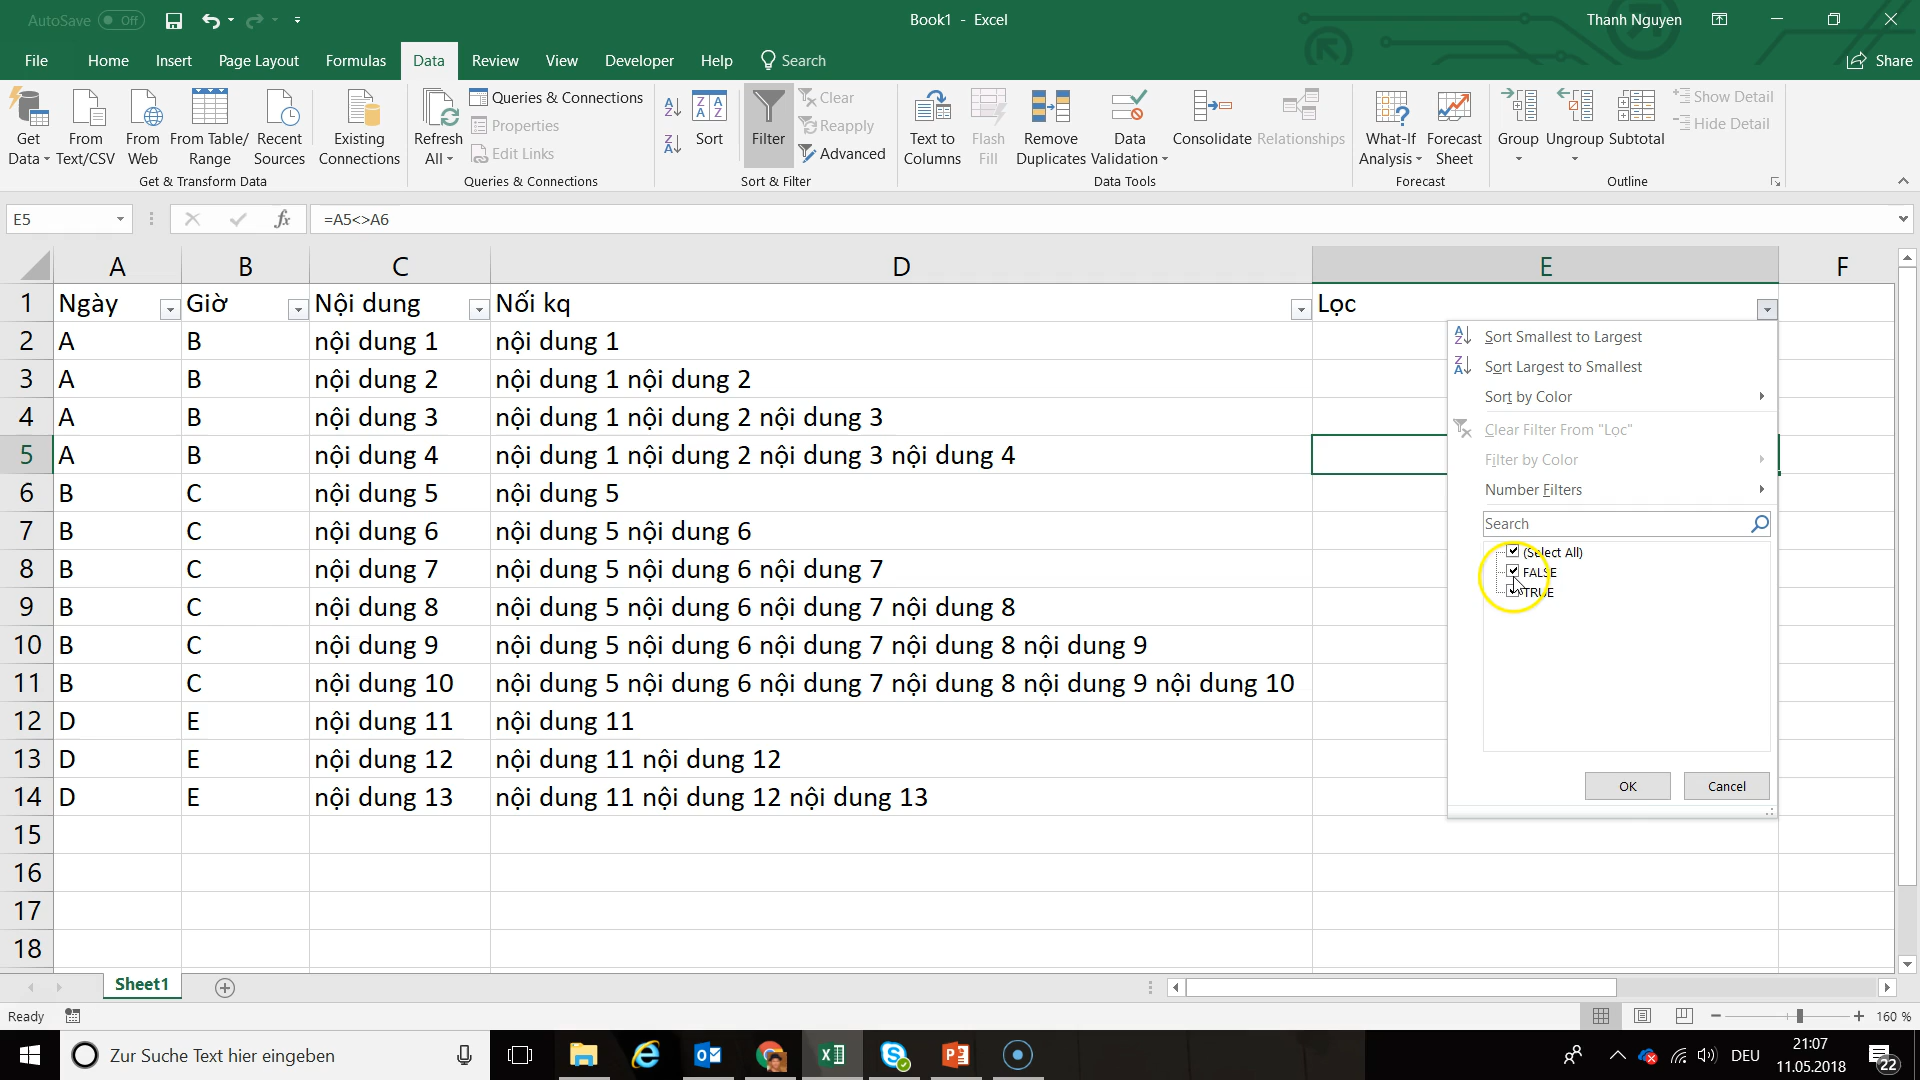 AutoSave Off
Book1 - Excel
Thanh Nguyen
File Home Insert Page Layout Formulas Data Review View Developer Help Search Share
Get Data
From Text/CSV
From Web
From Table/ Range
Recent Sources
Existing Connections
Get & Transform Data
Refresh All
Queries & Connections
Properties
Edit Links
Queries & Connections
Sort
Filter
Clear
Reapply
Advanced
Sort & Filter
Text to Columns
Flash Fill
Remove Duplicates
Data Validation
Consolidate
Relationships
Data Tools
What-If Analysis
Forecast Sheet
Forecast
Group
Ungroup
Subtotal
Show Detail
Hide Detail
Outline
E5 fx =A5<>A6
A B C D E F
1 Ngày Giờ Nội dung Nối kq Lọc
2 A B nội dung 1 nội dung 1
3 A B nội dung 2 nội dung 1 nội dung 2
4 A B nội dung 3 nội dung 1 nội dung 2 nội dung 3
5 A B nội dung 4 nội dung 1 nội dung 2 nội dung 3 nội dung 4
6 B C nội dung 5 nội dung 5
7 B C nội dung 6 nội dung 5 nội dung 6
8 B C nội dung 7 nội dung 5 nội dung 6 nội dung 7
9 B C nội dung 8 nội dung 5 nội dung 6 nội dung 7 nội dung 8
10 B C nội dung 9 nội dung 5 nội dung 6 nội dung 7 nội dung 8 nội dung 9
11 B C nội dung 10 nội dung 5 nội dung 6 nội dung 7 nội dung 8 nội dung 9 nội dung 10
12 D E nội dung 11 nội dung 11
13 D E nội dung 12 nội dung 11 nội dung 12
14 D E nội dung 13 nội dung 11 nội dung 12 nội dung 13
15
16
17
18
Sort Smallest to Largest
Sort Largest to Smallest
Sort by Color
Clear Filter From "Lọc"
Filter by Color
Number Filters
Search
(Select All)
FALSE
TRUE
OK Cancel
Sheet1
Ready
160 %
Zur Suche Text hier eingeben
DEU
21:07
11.05.2018
22